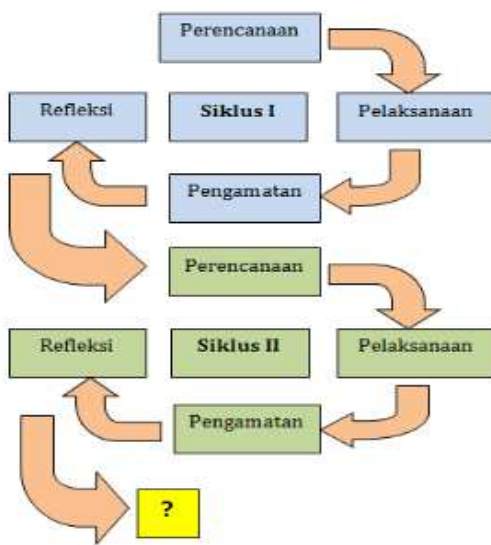 Perencanaan
Refleksi
Siklus I
Pelaksanaan
Pengamatan
Perencanaan
Refleksi
Siklus II
Pelaksanaan
Pengamatan
?